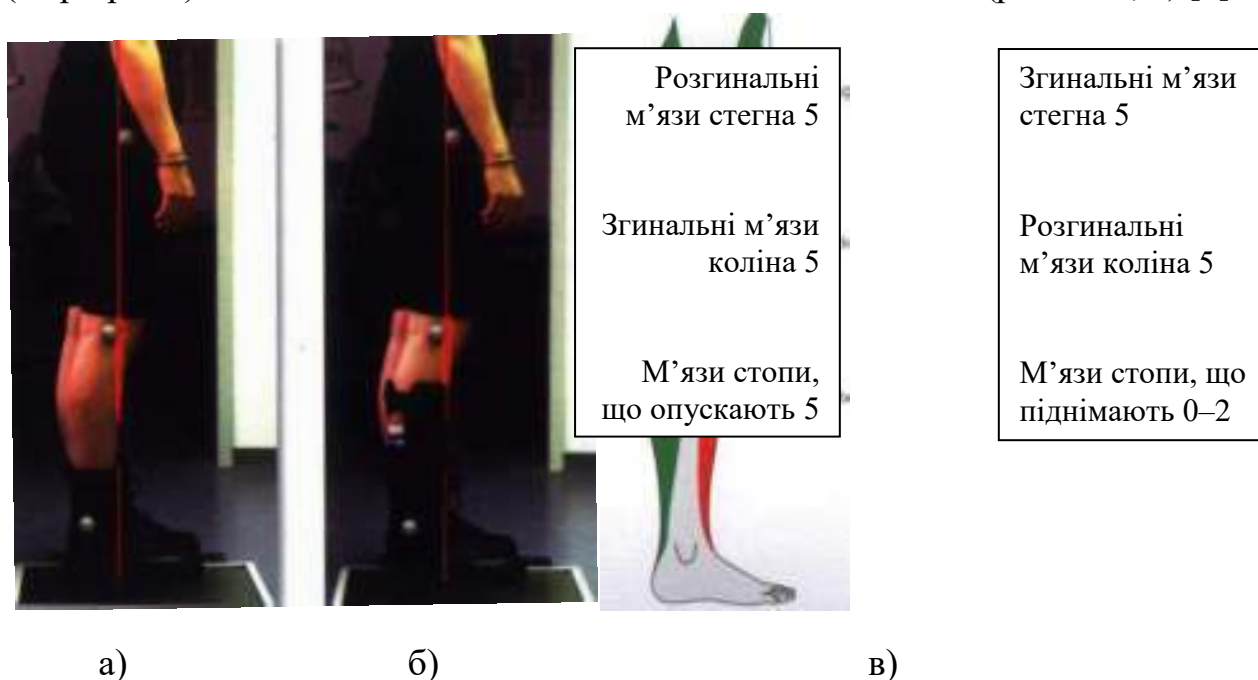 Розгинальні
м’язи стегна 5
Згинальні м’язи
коліна 5
М’язи стопи,
що опускають 5
Згинальні м’язи
стегна 5
Розгинальні
м’язи коліна 5
М’язи стопи, що
піднімають 0–2
а)
б)
в)